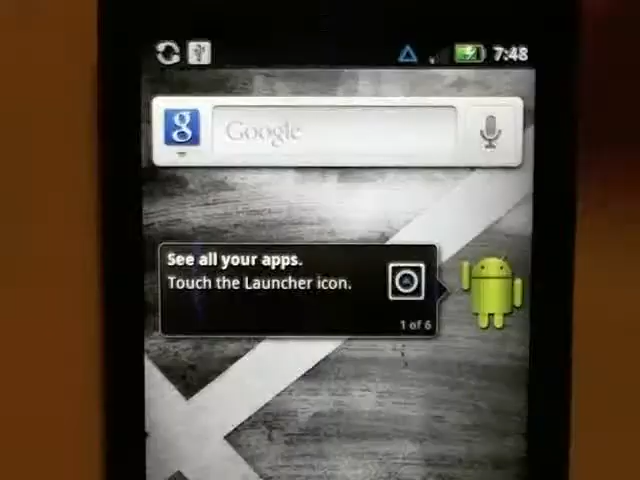 7:48
g
Google
See all your apps.
Touch the Launcher icon.
1 of 6